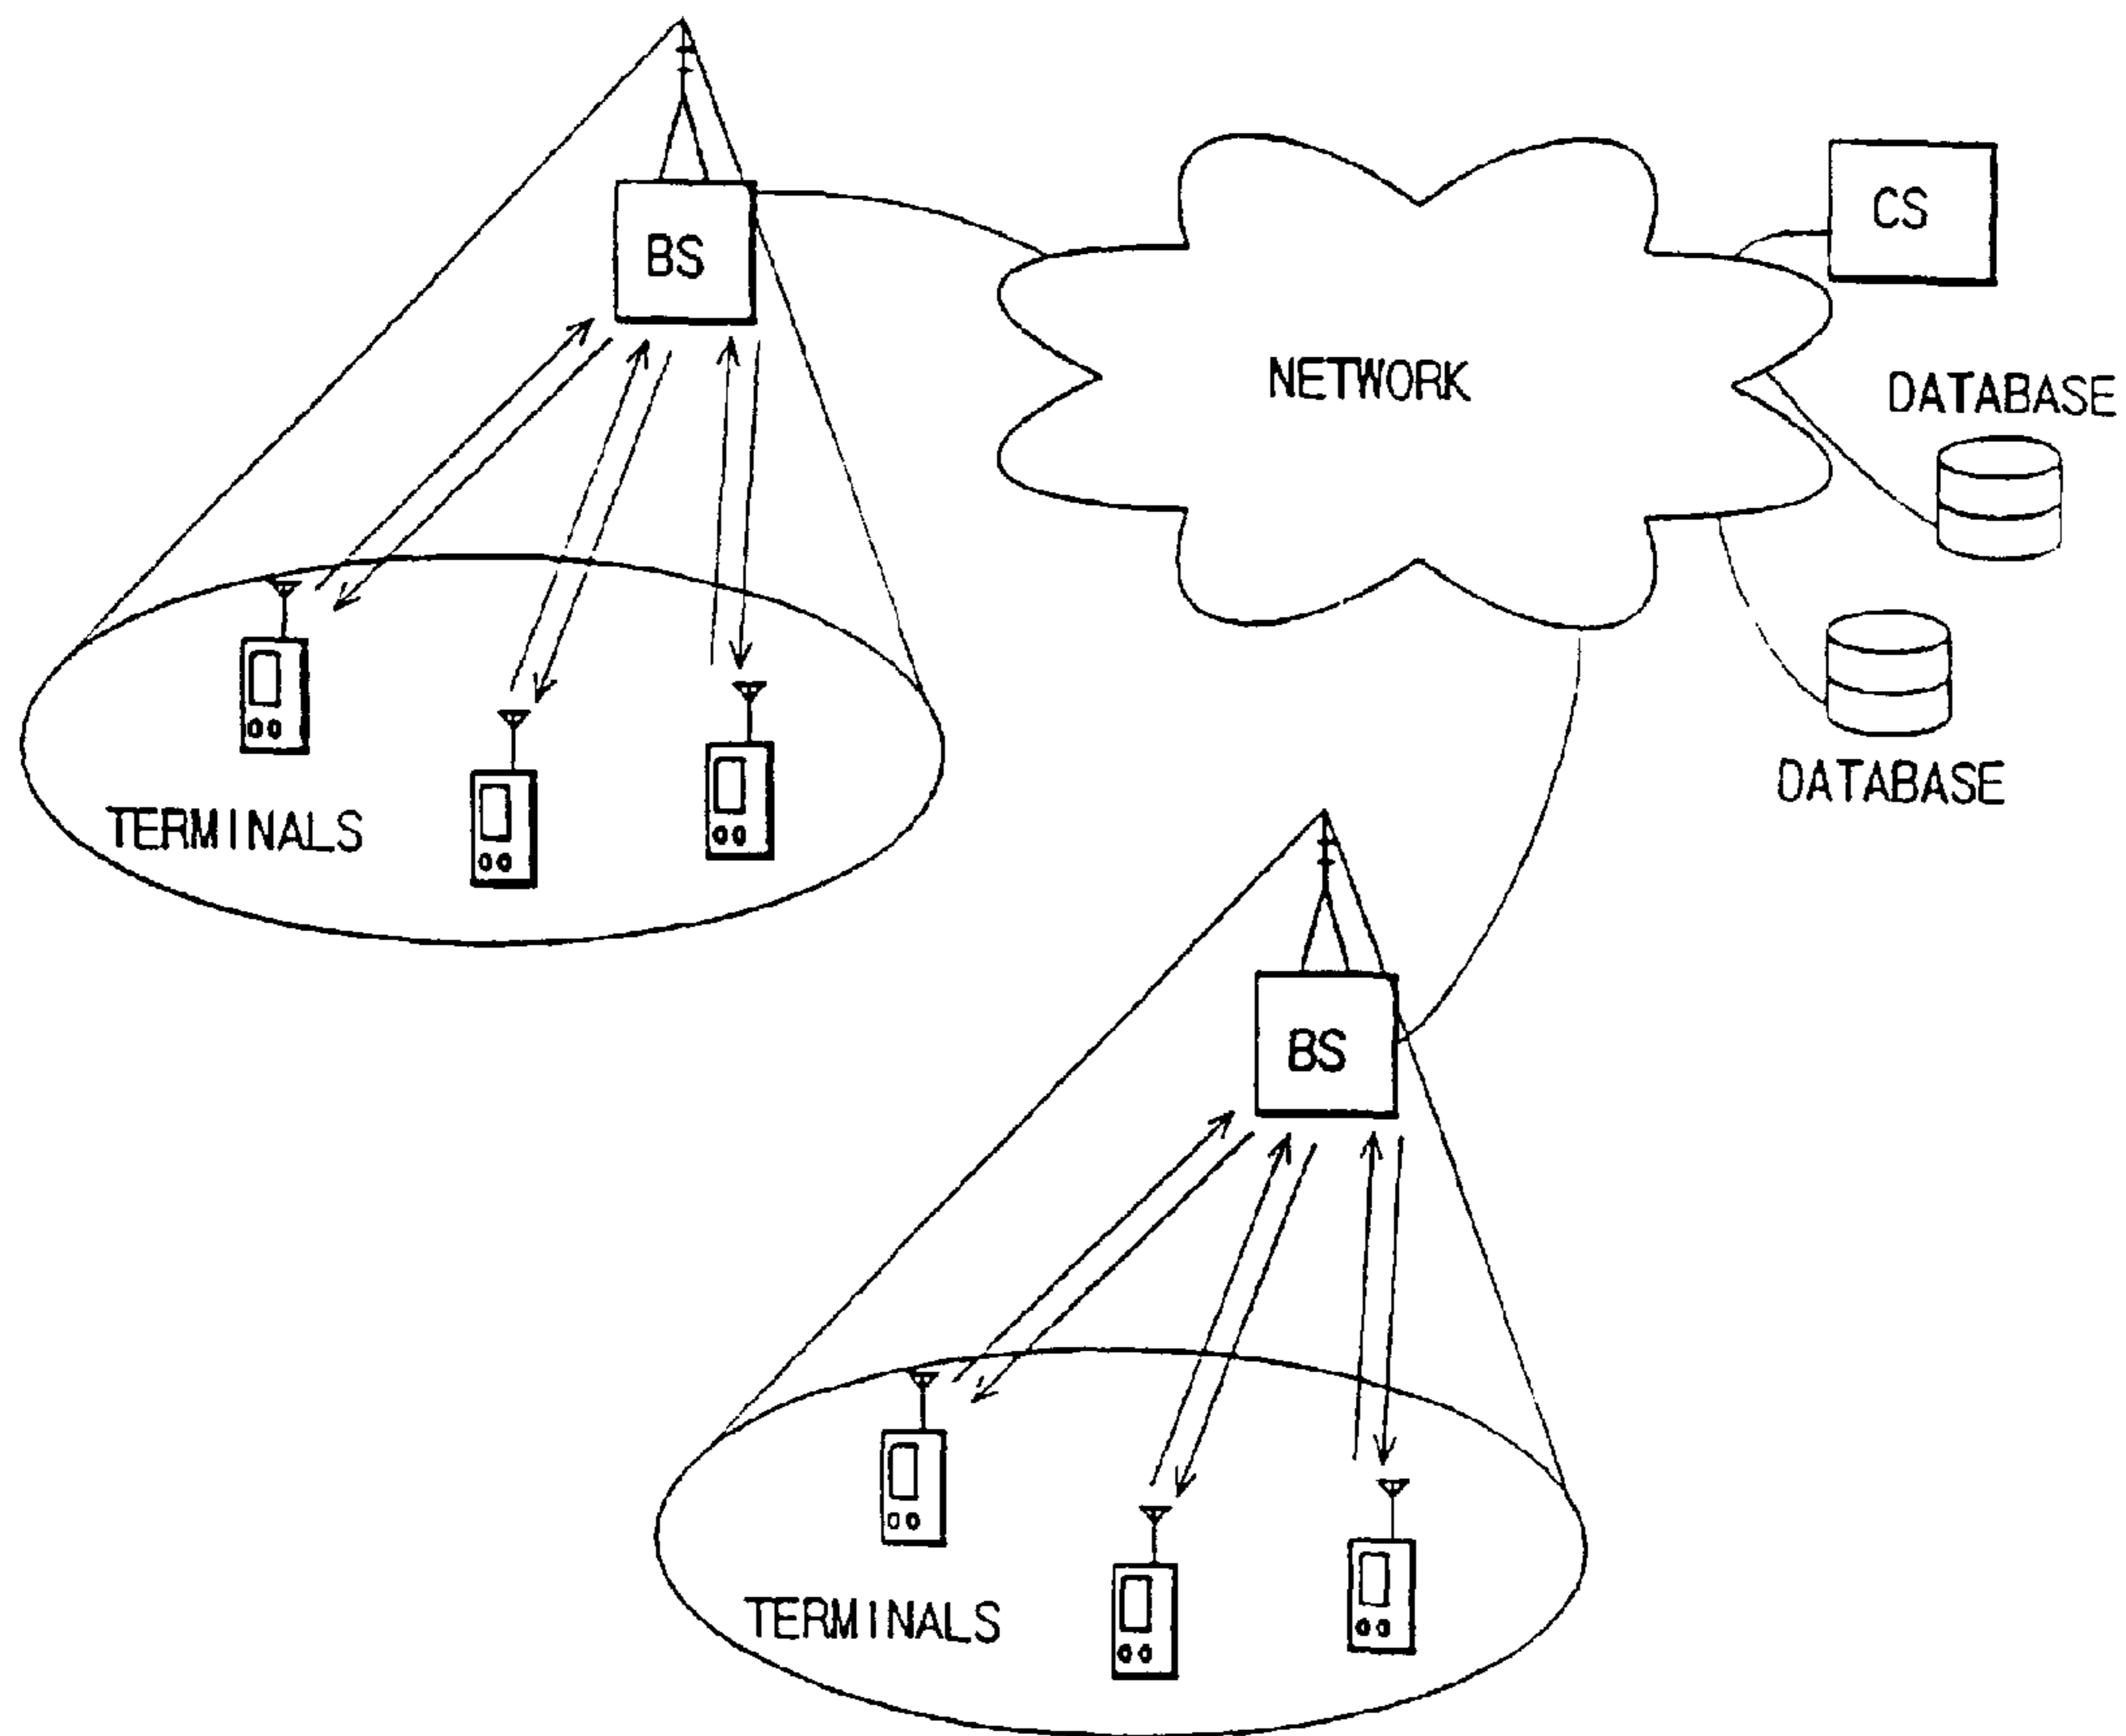 BS
CS
NETWORK
DATABASE
DATABASE
TERMINALS
BS
TERMINALS